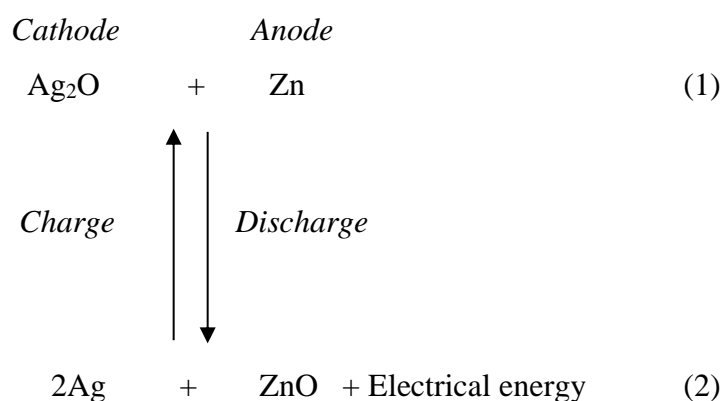 Cathode Anode
Ag₂O + Zn (1)
Charge Discharge
2Ag + ZnO + Electrical energy (2)